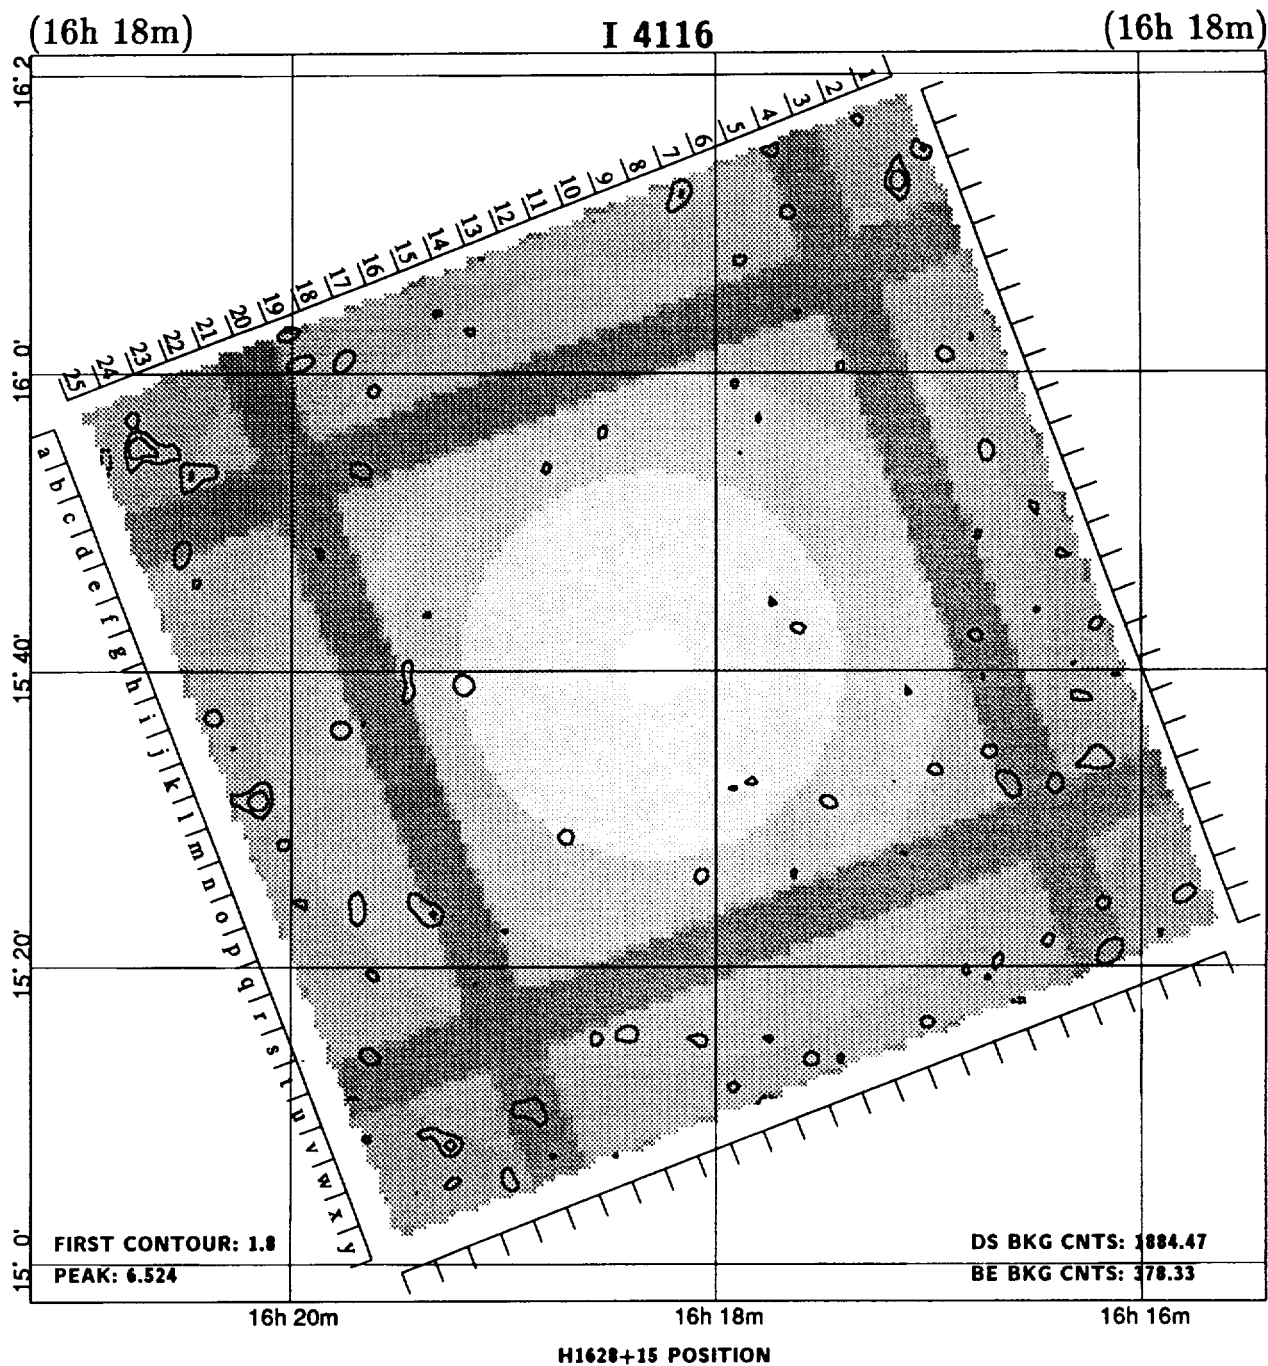 (16h 18m) I 4116 (16h 18m)
1 2 3 4 5 6 7 8 9 10 11 12 13 14 15 16 17 18 19 20 21 22 23 24 25
a b c d e f g h i j k l m n o p q r s t u v w x y
16° 2
16° 0'
15° 40'
15° 20'
15° 0'
FIRST CONTOUR: 1.8
PEAK: 6.524
DS BKG CNTS: 1884.47
BE BKG CNTS: 378.33
16h 20m 16h 18m 16h 16m
H1628+15 POSITION